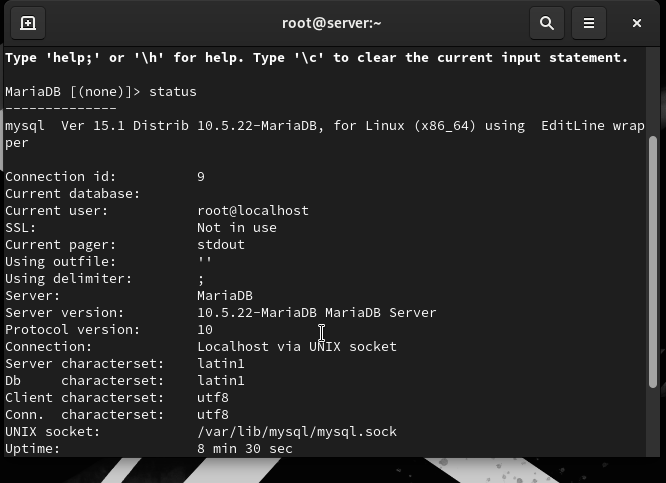 root@server:~
Type 'help;' or '\h' for help. Type '\c' to clear the current input statement.
MariaDB [(none)]> status
--------------
mysql  Ver 15.1 Distrib 10.5.22-MariaDB, for Linux (x86_64) using  EditLine wrap
per
Connection id:          9
Current database:
Current user:           root@localhost
SSL:                    Not in use
Current pager:          stdout
Using outfile:          ''
Using delimiter:        ;
Server:                 MariaDB
Server version:         10.5.22-MariaDB MariaDB Server
Protocol version:       10
Connection:             Localhost via UNIX socket
Server characterset:    latin1
Db     characterset:    latin1
Client characterset:    utf8
Conn.  characterset:    utf8
UNIX socket:            /var/lib/mysql/mysql.sock
Uptime:                 8 min 30 sec